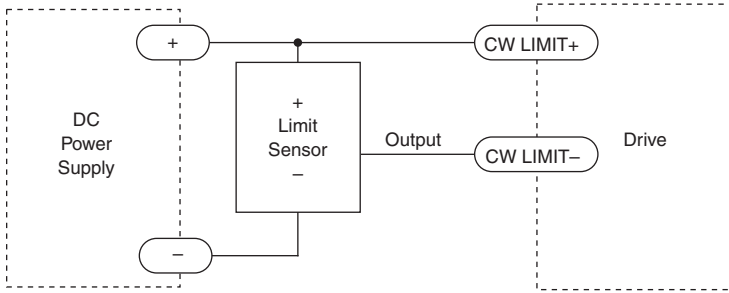 +
CW LIMIT+
DC
Power
Supply
+
Limit
Sensor
–
Output
CW LIMIT–
Drive
–